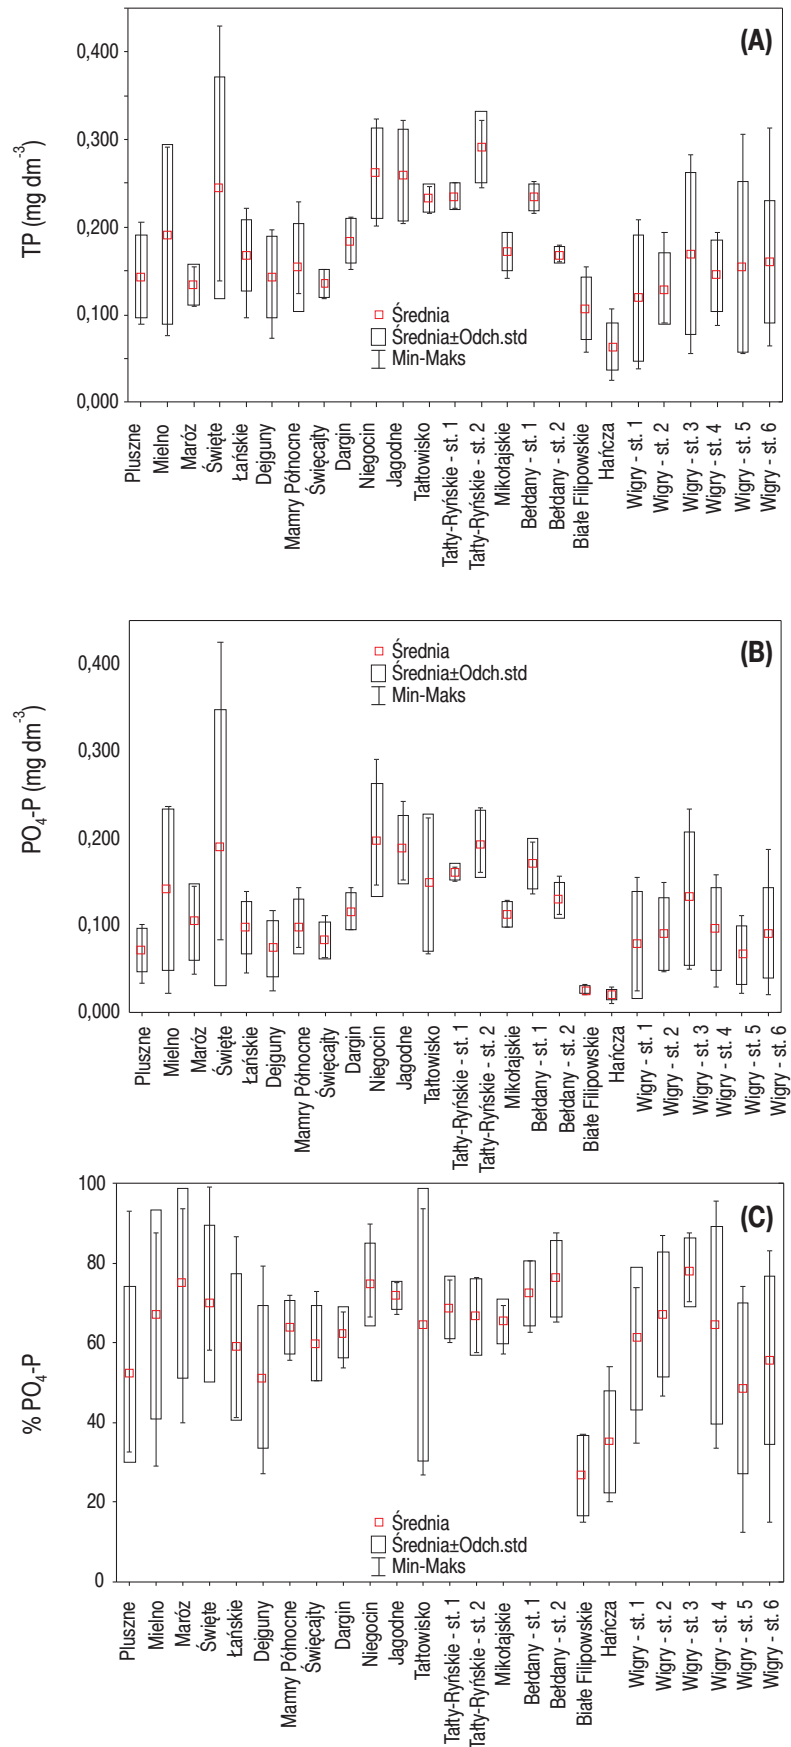 (A)
TP (mg dm-3)
0,400
0,300
0,200
0,100
0,000
Średnia
Średnia±Odch.std
Min-Maks
Pluszne
Mielno
Maróz
Święte
Łańskie
Dejguny
Mamry Północne
Święcajty
Dargin
Niegocin
Jagodne
Tałtowisko
Tałty-Ryńskie - st. 1
Tałty-Ryńskie - st. 2
Mikołajskie
Bełdany - st. 1
Bełdany - st. 2
Białe Filipowskie
Hańcza
Wigry - st. 1
Wigry - st. 2
Wigry - st. 3
Wigry - st. 4
Wigry - st. 5
Wigry - st. 6
(B)
PO4-P (mg dm-3)
0,400
0,300
0,200
0,100
0,000
Średnia
Średnia±Odch.std
Min-Maks
Pluszne
Mielno
Maróz
Święte
Łańskie
Dejguny
Mamry Północne
Święcajty
Dargin
Niegocin
Jagodne
Tałtowisko
Tałty-Ryńskie - st. 1
Tałty-Ryńskie - st. 2
Mikołajskie
Bełdany - st. 1
Bełdany - st. 2
Białe Filipowskie
Hańcza
Wigry - st. 1
Wigry - st. 2
Wigry - st. 3
Wigry - st. 4
Wigry - st. 5
Wigry - st. 6
(C)
% PO4-P
100
80
60
40
20
0
Średnia
Średnia±Odch.std
Min-Maks
Pluszne
Mielno
Maróz
Święte
Łańskie
Dejguny
Mamry Północne
Święcajty
Dargin
Niegocin
Jagodne
Tałtowisko
Tałty-Ryńskie - st. 1
Tałty-Ryńskie - st. 2
Mikołajskie
Bełdany - st. 1
Bełdany - st. 2
Białe Filipowskie
Hańcza
Wigry - st. 1
Wigry - st. 2
Wigry - st. 3
Wigry - st. 4
Wigry - st. 5
Wigry - st. 6